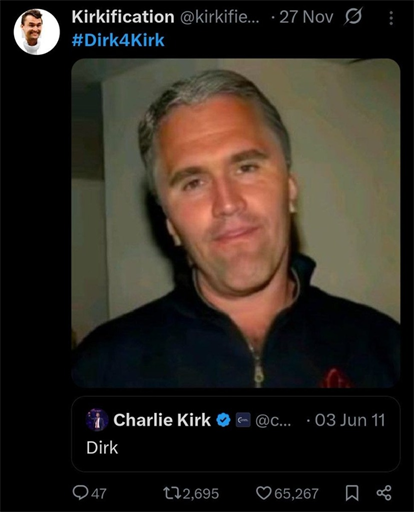 Kirkification @kirkifie... · 27 Nov
#Dirk4Kirk
Charlie Kirk @c... · 03 Jun 11
Dirk
47 2,695 65,267